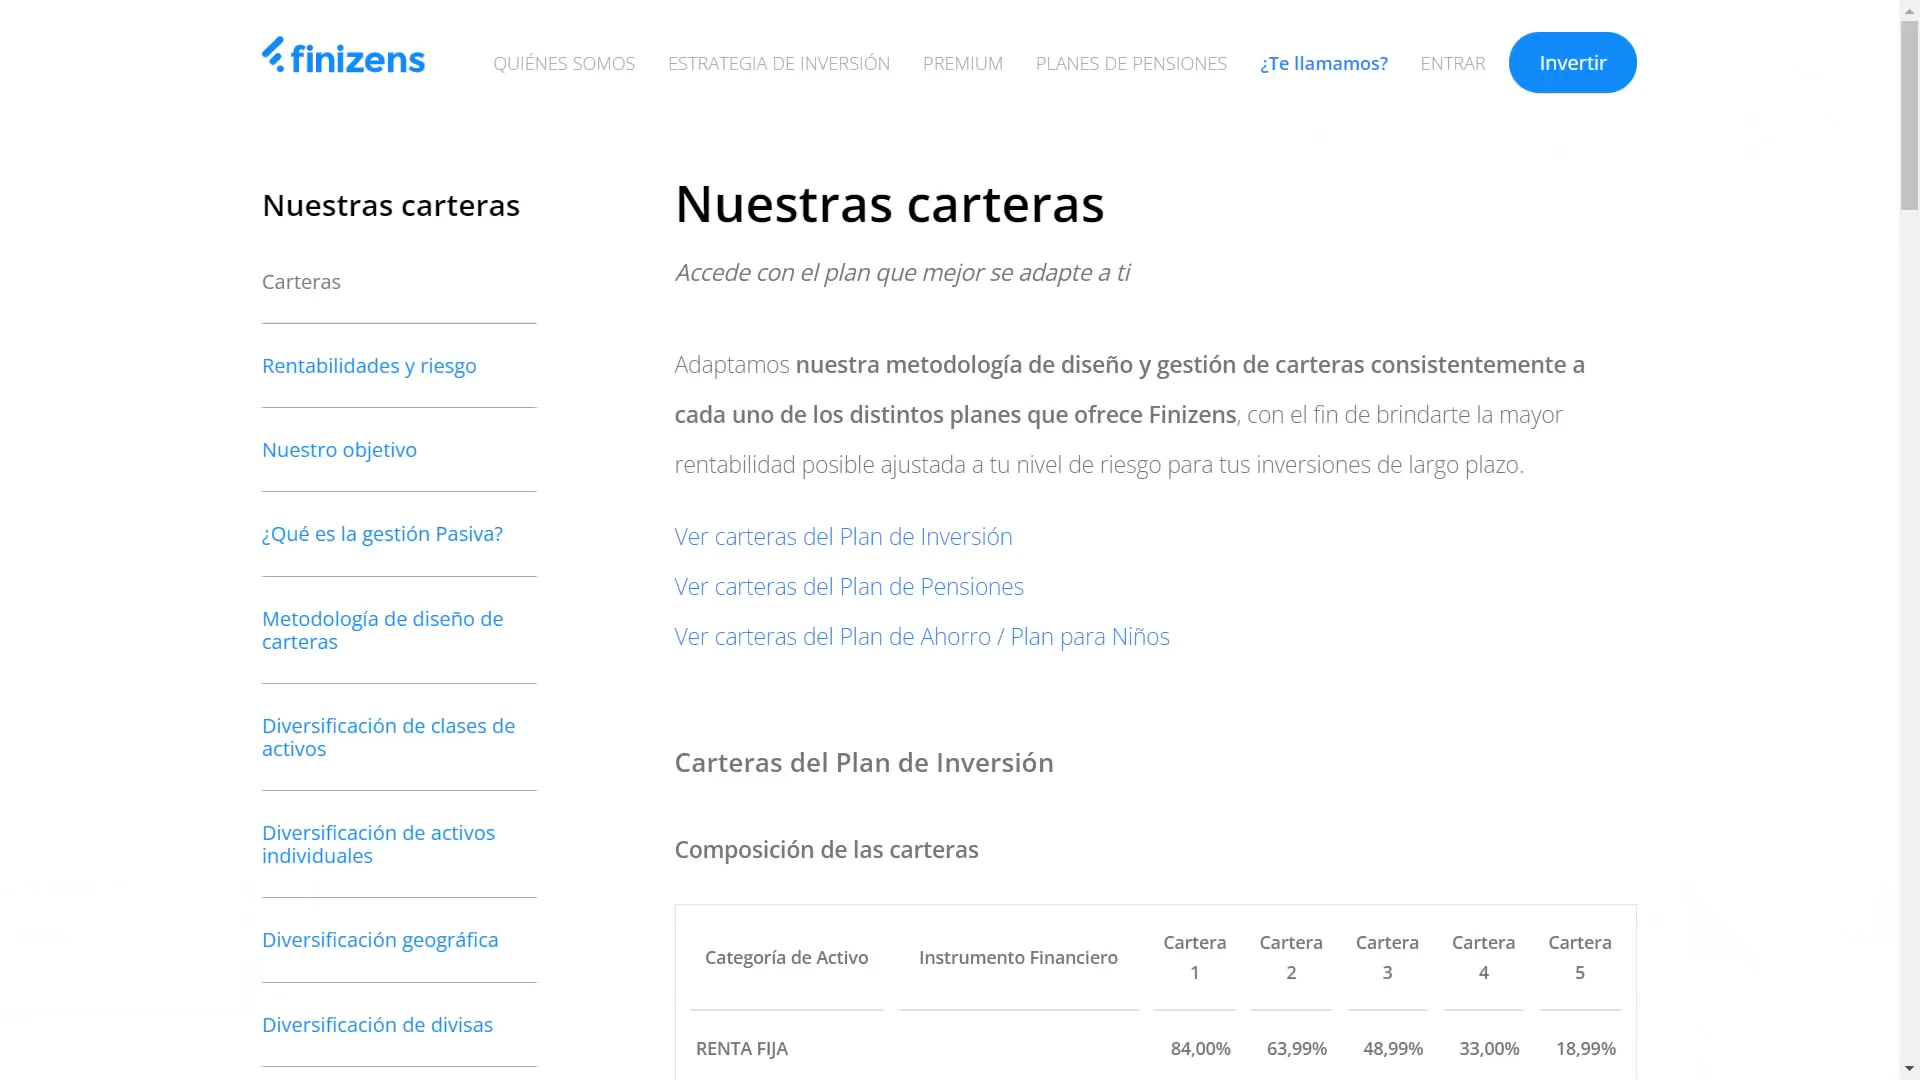 finizens
QUIÉNES SOMOS
ESTRATEGIA DE INVERSIÓN
PREMIUM
PLANES DE PENSIONES
¿Te llamamos?
ENTRAR
Invertir
Nuestras carteras
Carteras
Rentabilidades y riesgo
Nuestro objetivo
¿Qué es la gestión Pasiva?
Metodología de diseño de
carteras
Diversificación de clases de
activos
Diversificación de activos
individuales
Diversificación geográfica
Diversificación de divisas
Nuestras carteras
Accede con el plan que mejor se adapte a ti
Adaptamos nuestra metodología de diseño y gestión de carteras consistentemente a
cada uno de los distintos planes que ofrece Finizens, con el fin de brindarte la mayor
rentabilidad posible ajustada a tu nivel de riesgo para tus inversiones de largo plazo.
Ver carteras del Plan de Inversión
Ver carteras del Plan de Pensiones
Ver carteras del Plan de Ahorro / Plan para Niños
Carteras del Plan de Inversión
Composición de las carteras
Categoría de Activo
Instrumento Financiero
Cartera
1
Cartera
2
Cartera
3
Cartera
4
Cartera
5
RENTA FIJA
84,00%
63,99%
48,99%
33,00%
18,99%